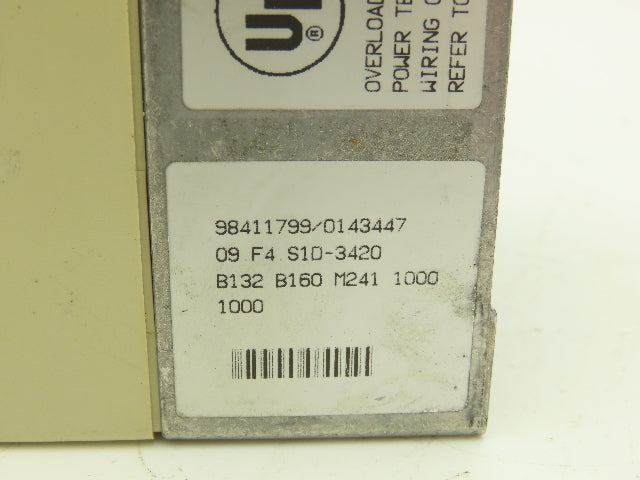 ®
OVERLOAD
POWER TE
WIRING
REFER TO
98411799/0143447
09 F4 S10-3420
B132 B160 M241 1000
1000